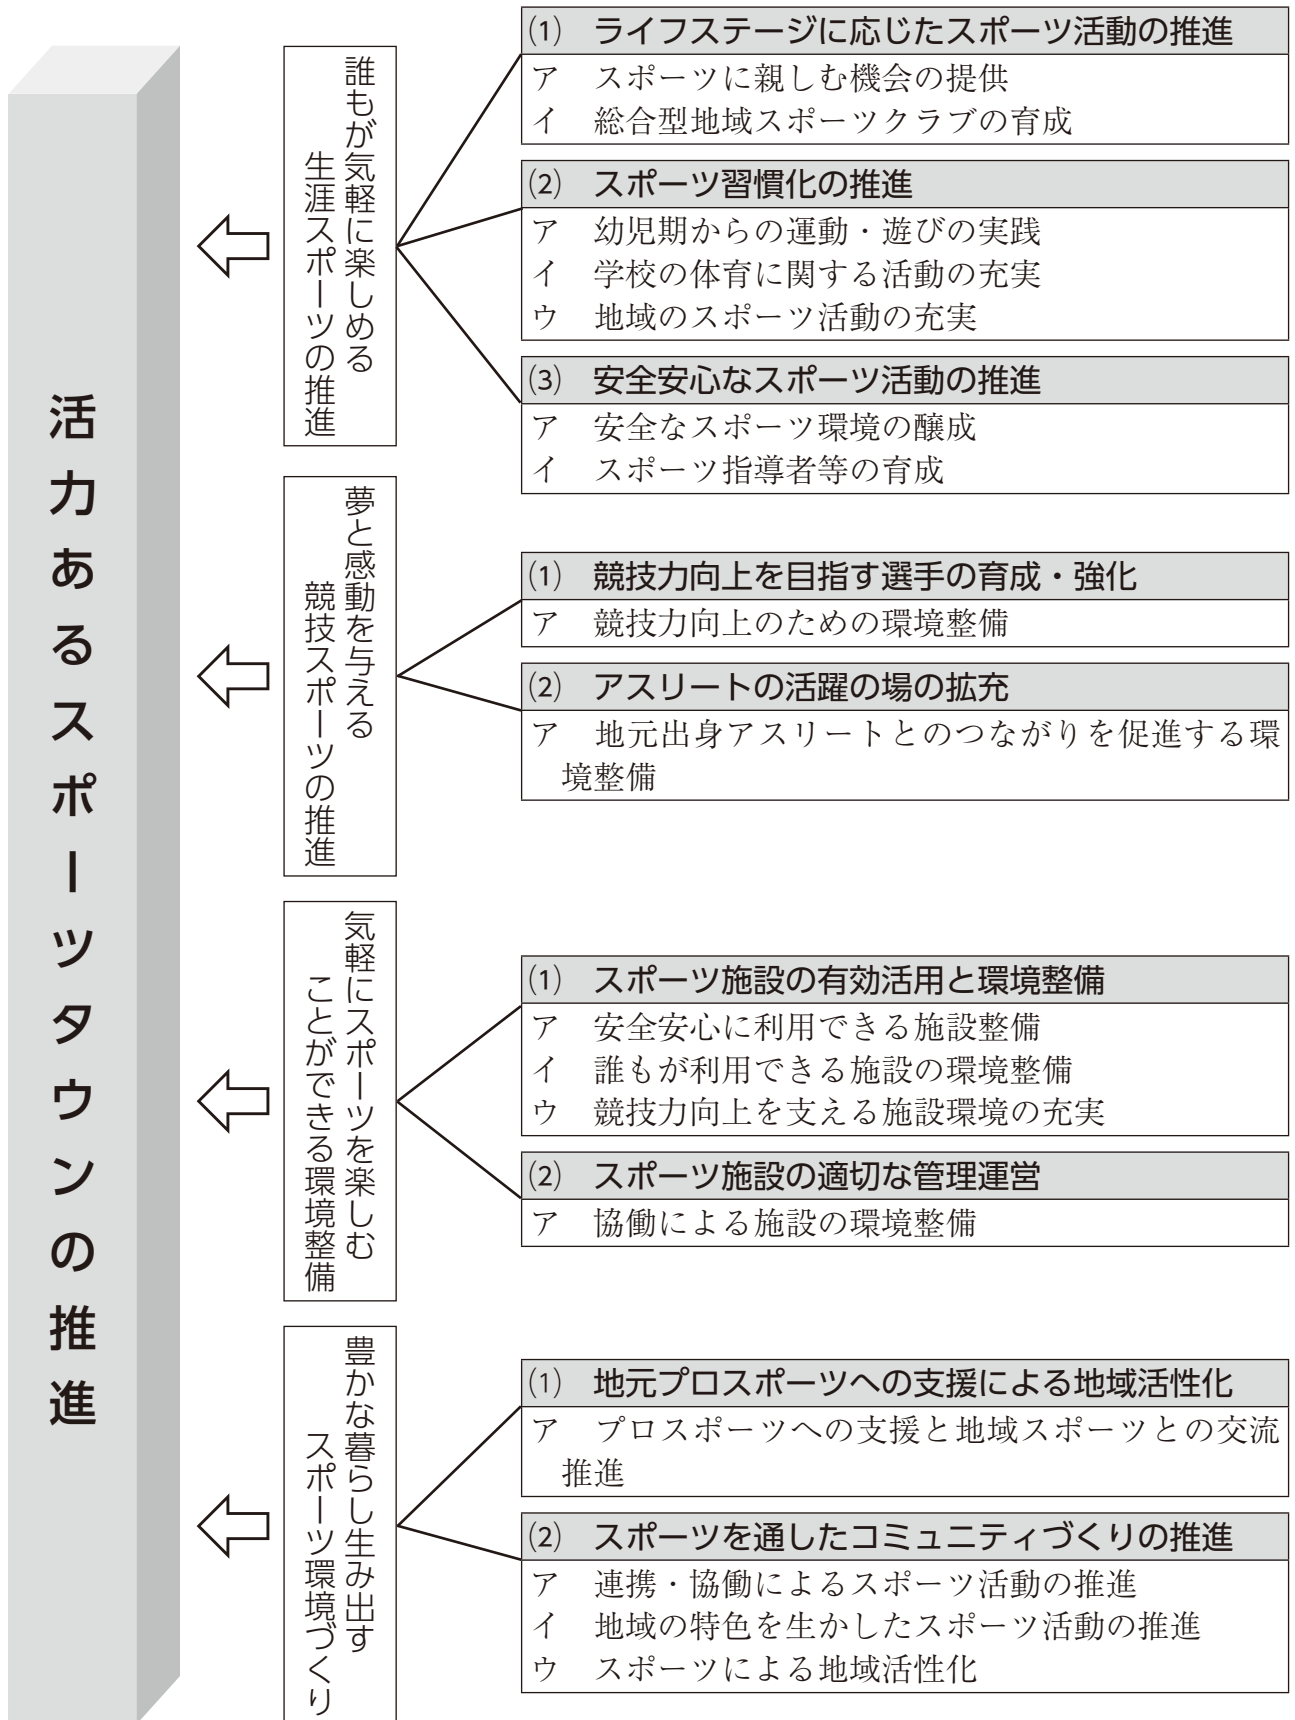 活力あるスポーツタウンの推進
誰もが気軽に楽しめる
生涯スポーツの推進
⑴　ライフステージに応じたスポーツ活動の推進
ア　スポーツに親しむ機会の提供
イ　総合型地域スポーツクラブの育成
⑵　スポーツ習慣化の推進
ア　幼児期からの運動・遊びの実践
イ　学校の体育に関する活動の充実
ウ　地域のスポーツ活動の充実
⑶　安全安心なスポーツ活動の推進
ア　安全なスポーツ環境の醸成
イ　スポーツ指導者等の育成
夢と感動を与える
競技スポーツの推進
⑴　競技力向上を目指す選手の育成・強化
ア　競技力向上のための環境整備
⑵　アスリートの活躍の場の拡充
ア　地元出身アスリートとのつながりを促進する環
境整備
気軽にスポーツを楽しむ
ことができる環境整備
⑴　スポーツ施設の有効活用と環境整備
ア　安全安心に利用できる施設整備
イ　誰もが利用できる施設の環境整備
ウ　競技力向上を支える施設環境の充実
⑵　スポーツ施設の適切な管理運営
ア　協働による施設の環境整備
豊かな暮らし生み出す
スポーツ環境づくり
⑴　地元プロスポーツへの支援による地域活性化
ア　プロスポーツへの支援と地域スポーツとの交流
推進
⑵　スポーツを通したコミュニティづくりの推進
ア　連携・協働によるスポーツ活動の推進
イ　地域の特色を生かしたスポーツ活動の推進
ウ　スポーツによる地域活性化